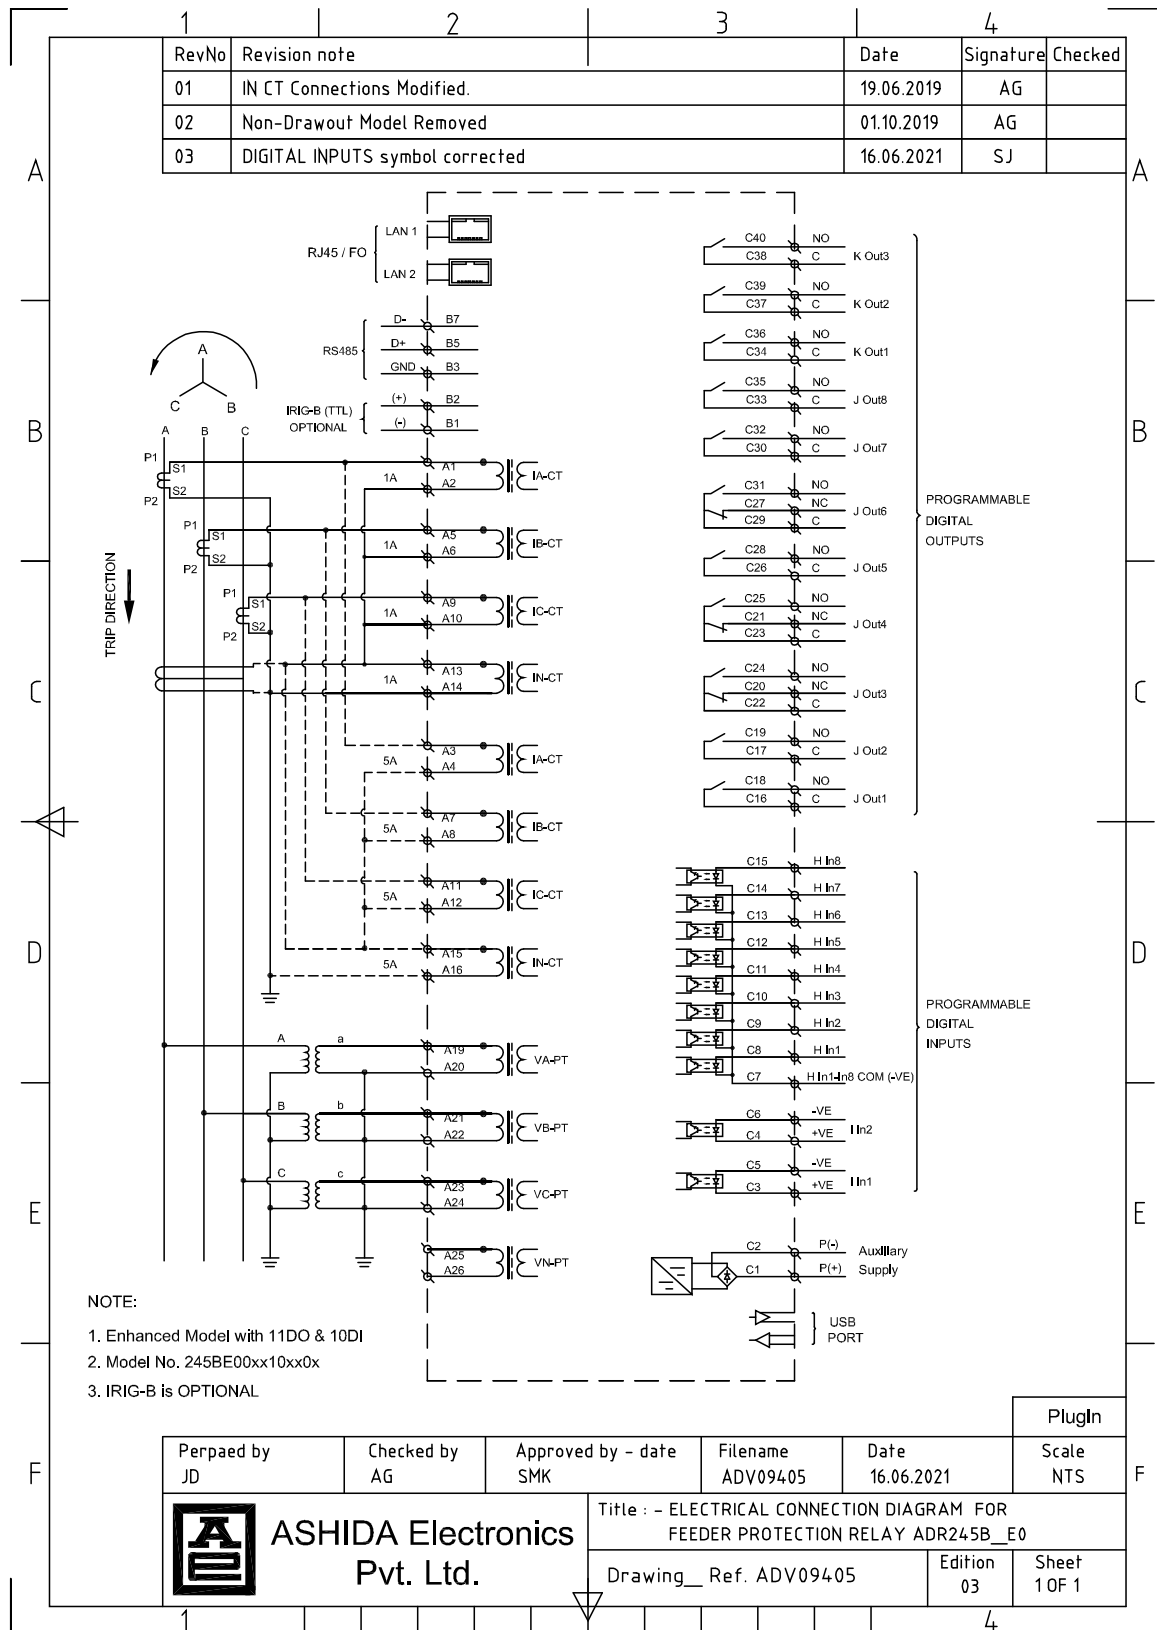 1 2 3 4
RevNo Revision note Date Signature Checked
01 IN CT Connections Modified. 19.06.2019 AG
02 Non-Drawout Model Removed 01.10.2019 AG
03 DIGITAL INPUTS symbol corrected 16.06.2021 SJ
A A
B B
C C
D D
E E
F F
RJ45 / FO
LAN 1
LAN 2
RS485
D- B7
D+ B5
GND B3
IRIG-B (TTL)
OPTIONAL
(+) B2
(-) B1
A
C B
A B C
P1 S1
P2 S2
P1 S1
P2 S2
P1 S1
P2 S2
TRIP DIRECTION
1A A1 A2 IA-CT
1A A5 A6 IB-CT
1A A9 A10 IC-CT
1A A13 A14 IN-CT
5A A3 A4 IA-CT
5A A7 A8 IB-CT
5A A11 A12 IC-CT
5A A15 A16 IN-CT
A a A19 A20 VA-PT
B b A21 A22 VB-PT
C c A23 A24 VC-PT
A25 A26 VN-PT
C40 NO
C38 C K Out3
C39 NO
C37 C K Out2
C36 NO
C34 C K Out1
C35 NO
C33 C J Out8
C32 NO
C30 C J Out7
C31 NO
C27 NC J Out6
C29 C
C28 NO
C26 C J Out5
C25 NO
C21 NC J Out4
C23 C
C24 NO
C20 NC J Out3
C22 C
C19 NO
C17 C J Out2
C18 NO
C16 C J Out1
PROGRAMMABLE
DIGITAL
OUTPUTS
C15 H In8
C14 H In7
C13 H In6
C12 H In5
C11 H In4
C10 H In3
C9 H In2
C8 H In1
C7 H In1-In8 COM (-VE)
C6 -VE
C4 +VE I In2
C5 -VE
C3 +VE I In1
PROGRAMMABLE
DIGITAL
INPUTS
C2 P(-) Auxiliary
C1 P(+) Supply
USB
PORT
NOTE:
1. Enhanced Model with 11DO & 10DI
2. Model No. 245BE00xx10xx0x
3. IRIG-B is OPTIONAL
PlugIn
Perpaed by Checked by Approved by - date Filename Date Scale
JD AG SMK ADV09405 16.06.2021 NTS
ASHIDA Electronics
Pvt. Ltd.
Title : - ELECTRICAL CONNECTION DIAGRAM FOR
FEEDER PROTECTION RELAY ADR245B__E0
Drawing__ Ref. ADV09405
Edition
03
Sheet
1 OF 1
1 4